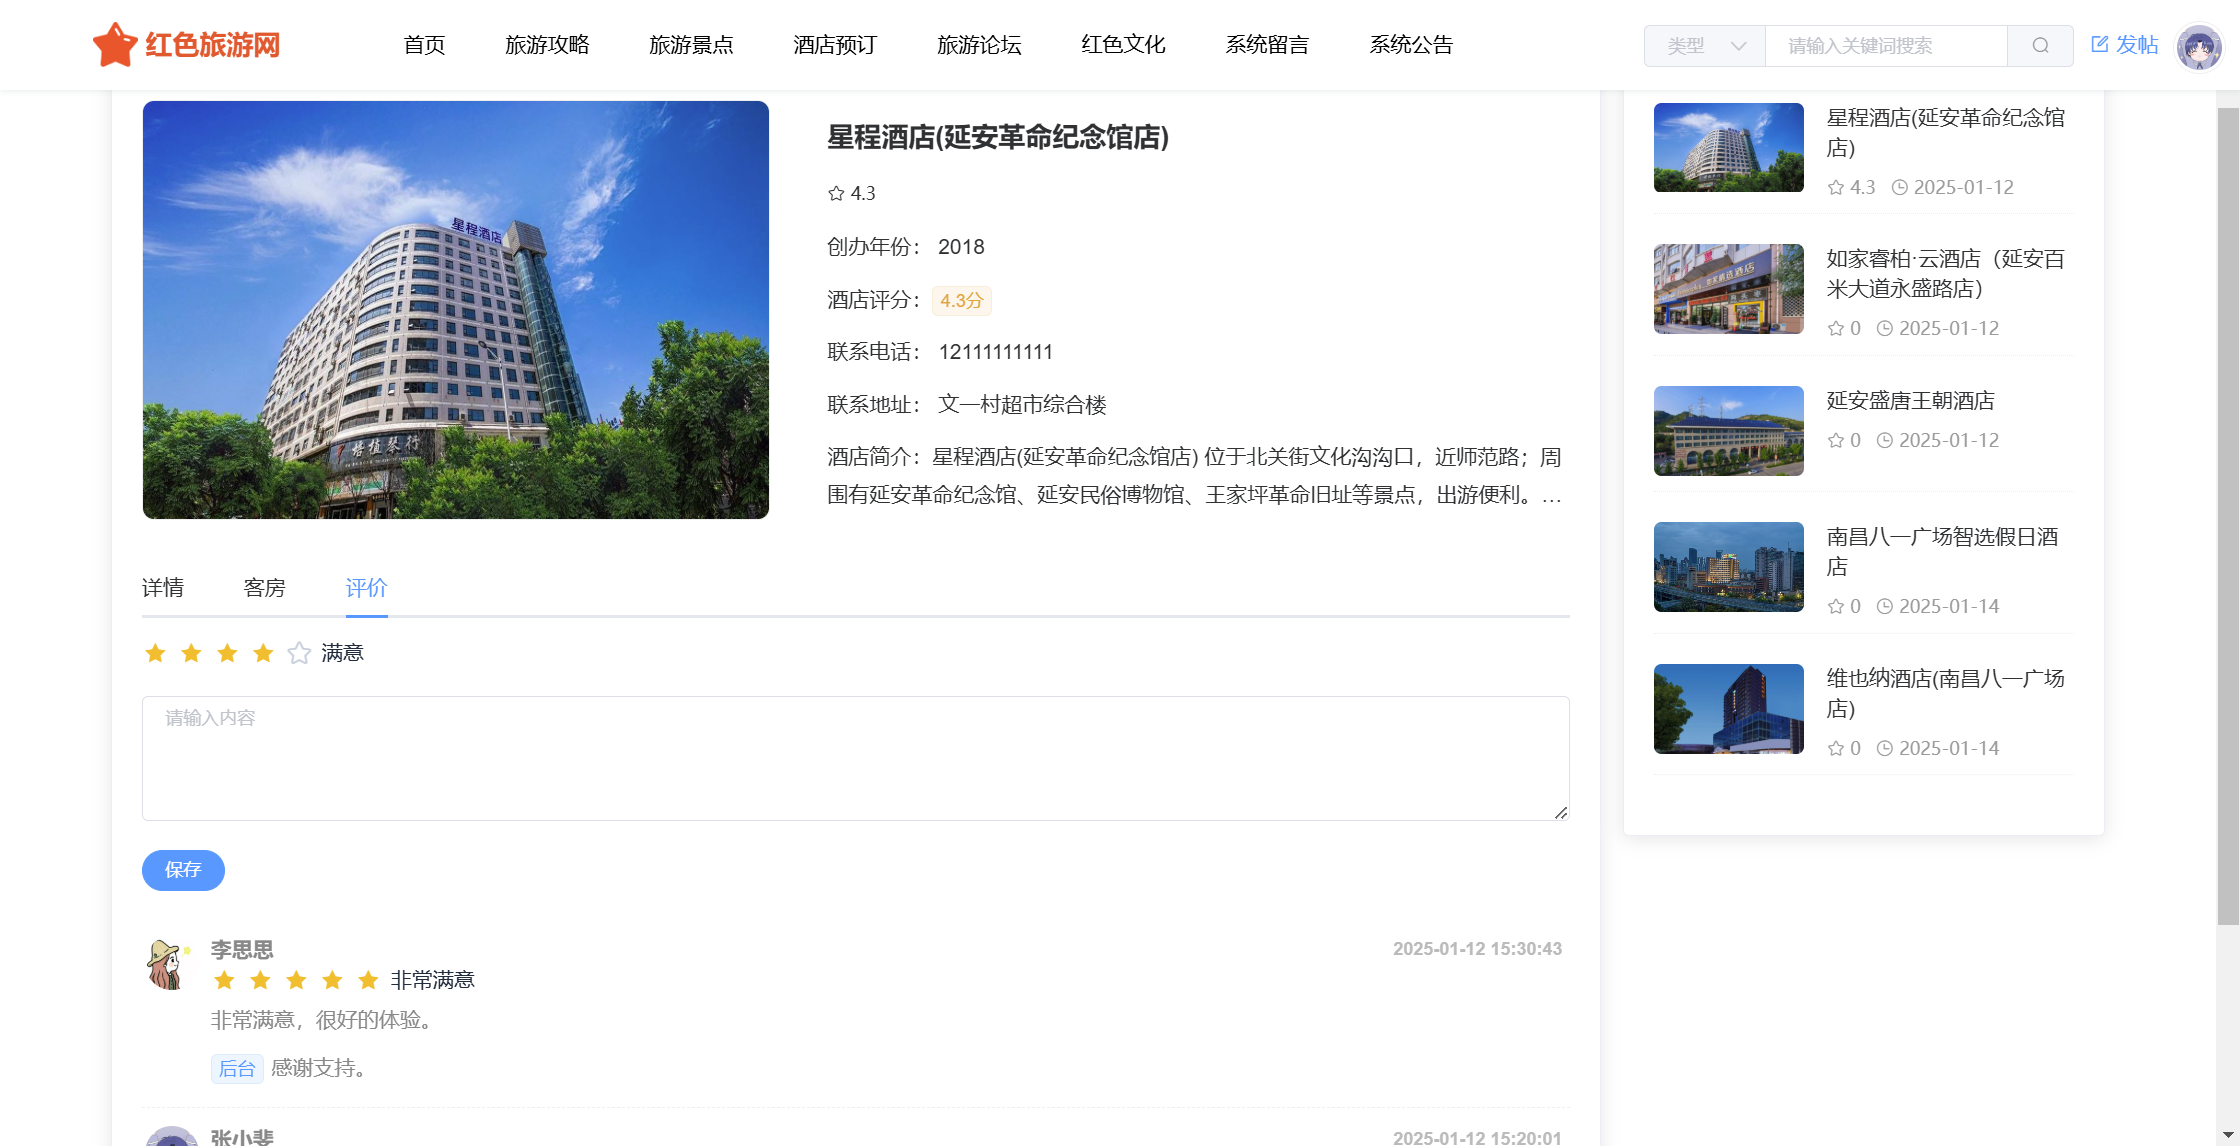 红色旅游网
首页
旅游攻略
旅游景点
酒店预订
旅游论坛
红色文化
系统留言
系统公告
类型
请输入关键词搜索
发帖
星程酒店
培植琴行
星程酒店(延安革命纪念馆店)
4.3
创办年份： 2018
酒店评分： 4.3分
联系电话： 12111111111
联系地址： 文一村超市综合楼
酒店简介：星程酒店(延安革命纪念馆店) 位于北关街文化沟沟口，近师范路；周
围有延安革命纪念馆、延安民俗博物馆、王家坪革命旧址等景点，出游便利。…
详情
客房
评价
满意
请输入内容
保存
李思思
2025-01-12 15:30:43
非常满意
非常满意，很好的体验。
后台 感谢支持。
张小斐
2025-01-12 15:20:01
星程酒店(延安革命纪念馆
店)
4.3 2025-01-12
如家睿柏·云酒店（延安百
米大道永盛路店）
0 2025-01-12
延安盛唐王朝酒店
0 2025-01-12
南昌八一广场智选假日酒
店
0 2025-01-14
维也纳酒店(南昌八一广场
店)
0 2025-01-14